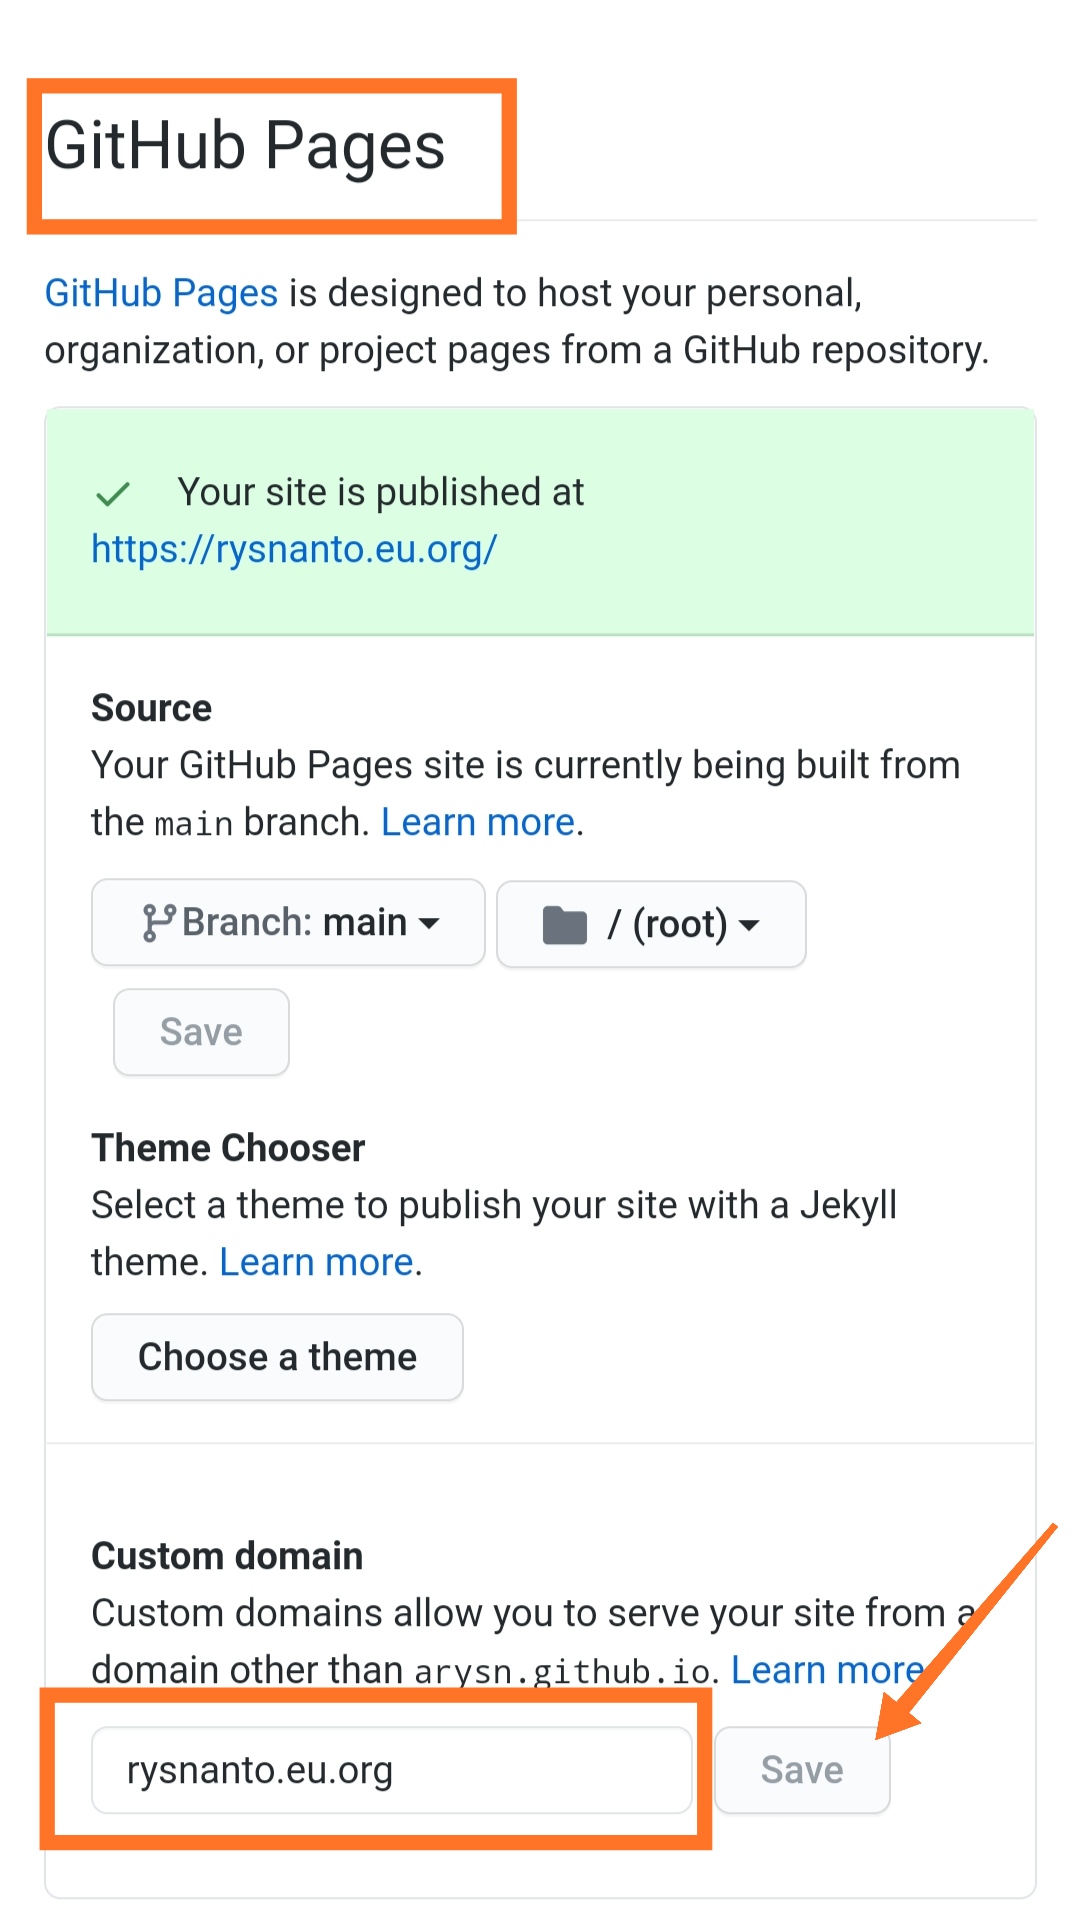 GitHub Pages
GitHub Pages is designed to host your personal,
organization, or project pages from a GitHub repository.
Your site is published at
https://rysnanto.eu.org/
Source
Your GitHub Pages site is currently being built from
the main branch. Learn more.
Branch: main
/ (root)
Save
Theme Chooser
Select a theme to publish your site with a Jekyll
theme. Learn more.
Choose a theme
Custom domain
Custom domains allow you to serve your site from a
domain other than arysn.github.io. Learn more
rysnanto.eu.org
Save